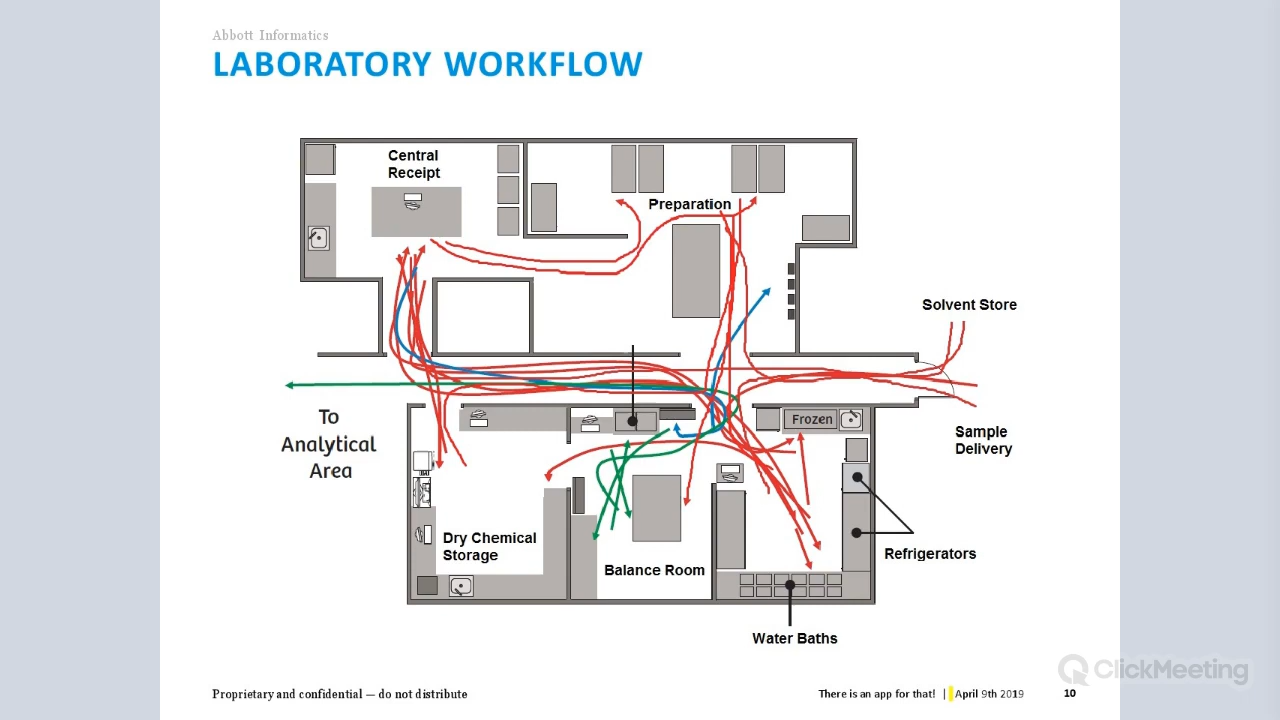 Abbott Informatics
LABORATORY WORKFLOW
Central
Receipt
Preparation
Solvent Store
To
Analytical
Area
Frozen
Sample
Delivery
Dry Chemical
Storage
Balance Room
Refrigerators
Water Baths
ClickMeeting
Proprietary and confidential — do not distribute
There is an app for that! | April 9th 2019
10